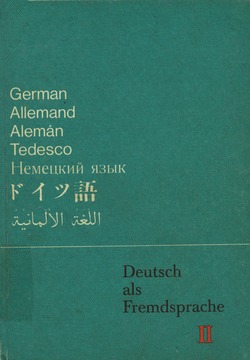 German
Allemand
Alemán
Tedesco
Немецкий язык
ドイツ語
اللغة الألمانية
Deutsch
als
Fremdsprache
II